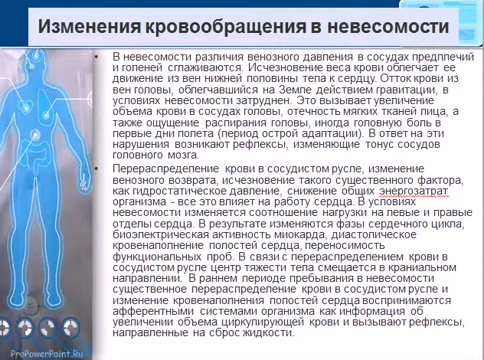 Изменения кровообращения в невесомости
• В невесомости различия венозного давления в сосудах предплечий
и голеней сглаживаются. Исчезновение веса крови облегчает ее
движение из вен нижней половины тела к сердцу. Отток крови из
вен головы, облегчавшийся на Земле действием гравитации, в
условиях невесомости затруднен. Это вызывает увеличение
объема крови в сосудах головы, отечность мягких тканей лица, а
также ощущение распирания головы, иногда головную боль в
первые дни полета (период острой адаптации). В ответ на эти
нарушения возникают рефлексы, изменяющие тонус сосудов
головного мозга.
• Перераспределение крови в сосудистом русле, изменение
венозного возврата, исчезновение такого существенного фактора,
как гидростатическое давление, снижение общих энергозатрат
организма - все это влияет на работу сердца. В условиях
невесомости изменяется соотношение нагрузки на левые и правые
отделы сердца. В результате изменяются фазы сердечного цикла,
биоэлектрическая активность миокарда, диастолическое
кровенаполнение полостей сердца, переносимость
функциональных проб. В связи с перераспределением крови в
сосудистом русле центр тяжести тела смещается в краниальном
направлении. В раннем периоде пребывания в невесомости
существенное перераспределение крови в сосудистом русле и
изменение кровенаполнения полостей сердца воспринимаются
афферентными системами организма как информация об
увеличении объема циркулирующей крови и вызывают рефлексы,
направленные на сброс жидкости.
ProPowerPoint.Ru